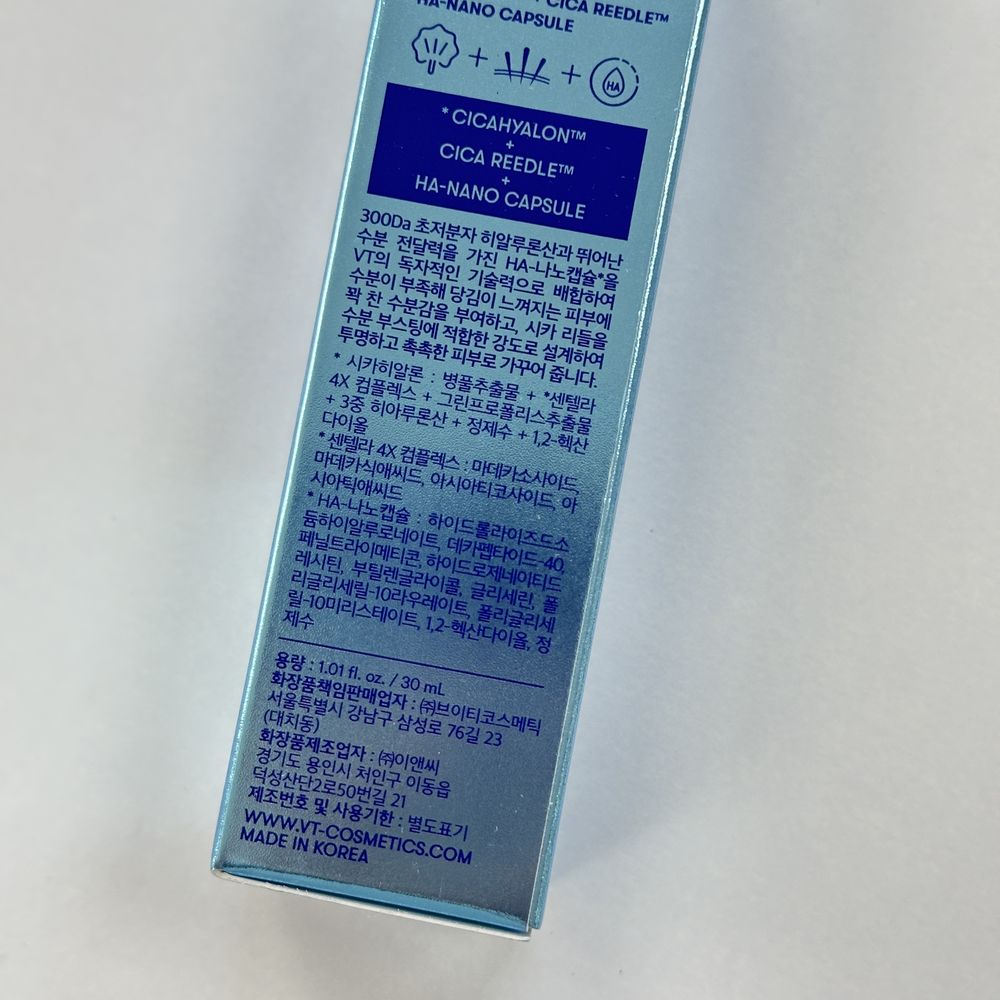 CICA REEDLE™
HA-NANO CAPSULE
+ + HA
* CICAHYALON™
+
CICA REEDLE™
+
HA-NANO CAPSULE
300Da 초저분자 히알루론산과 뛰어난
수분 전달력을 가진 HA-나노캡슐*을
VT의 독자적인 기술력으로 배합하여
수분이 부족해 당김이 느껴지는 피부에
꽉 찬 수분감을 부여하고, 시카 리들을
수분 부스팅에 적합한 강도로 설계하여
투명하고 촉촉한 피부로 가꾸어 줍니다.
* 시카히알론 : 병풀추출물 + *센텔라
4X 컴플렉스 + 그린프로폴리스추출물
+ 3중 히아루론산 + 정제수 + 1,2-헥산
다이올
* 센텔라 4X 컴플렉스 : 마데카소사이드,
마데카식애씨드, 아시아티코사이드, 아
시아틱애씨드
* HA-나노캡슐 : 하이드롤라이즈드소
듐하이알루로네이트, 데카펩타이드-40,
페닐트라이메티콘, 하이드로제네이티드
레시틴, 부틸렌글라이콜, 글리세린, 폴
리글리세릴-10라우레이트, 폴리글리세
릴-10미리스테이트, 1,2-헥산다이올, 정
제수
용량 : 1.01 fl. oz. / 30 mL
화장품책임판매업자 : ㈜브이티코스메틱
서울특별시 강남구 삼성로 76길 23
(대치동)
화장품제조업자 : ㈜이앤씨
경기도 용인시 처인구 이동읍
덕성산단2로50번길 21
제조번호 및 사용기한 : 별도표기
WWW.VT-COSMETICS.COM
MADE IN KOREA